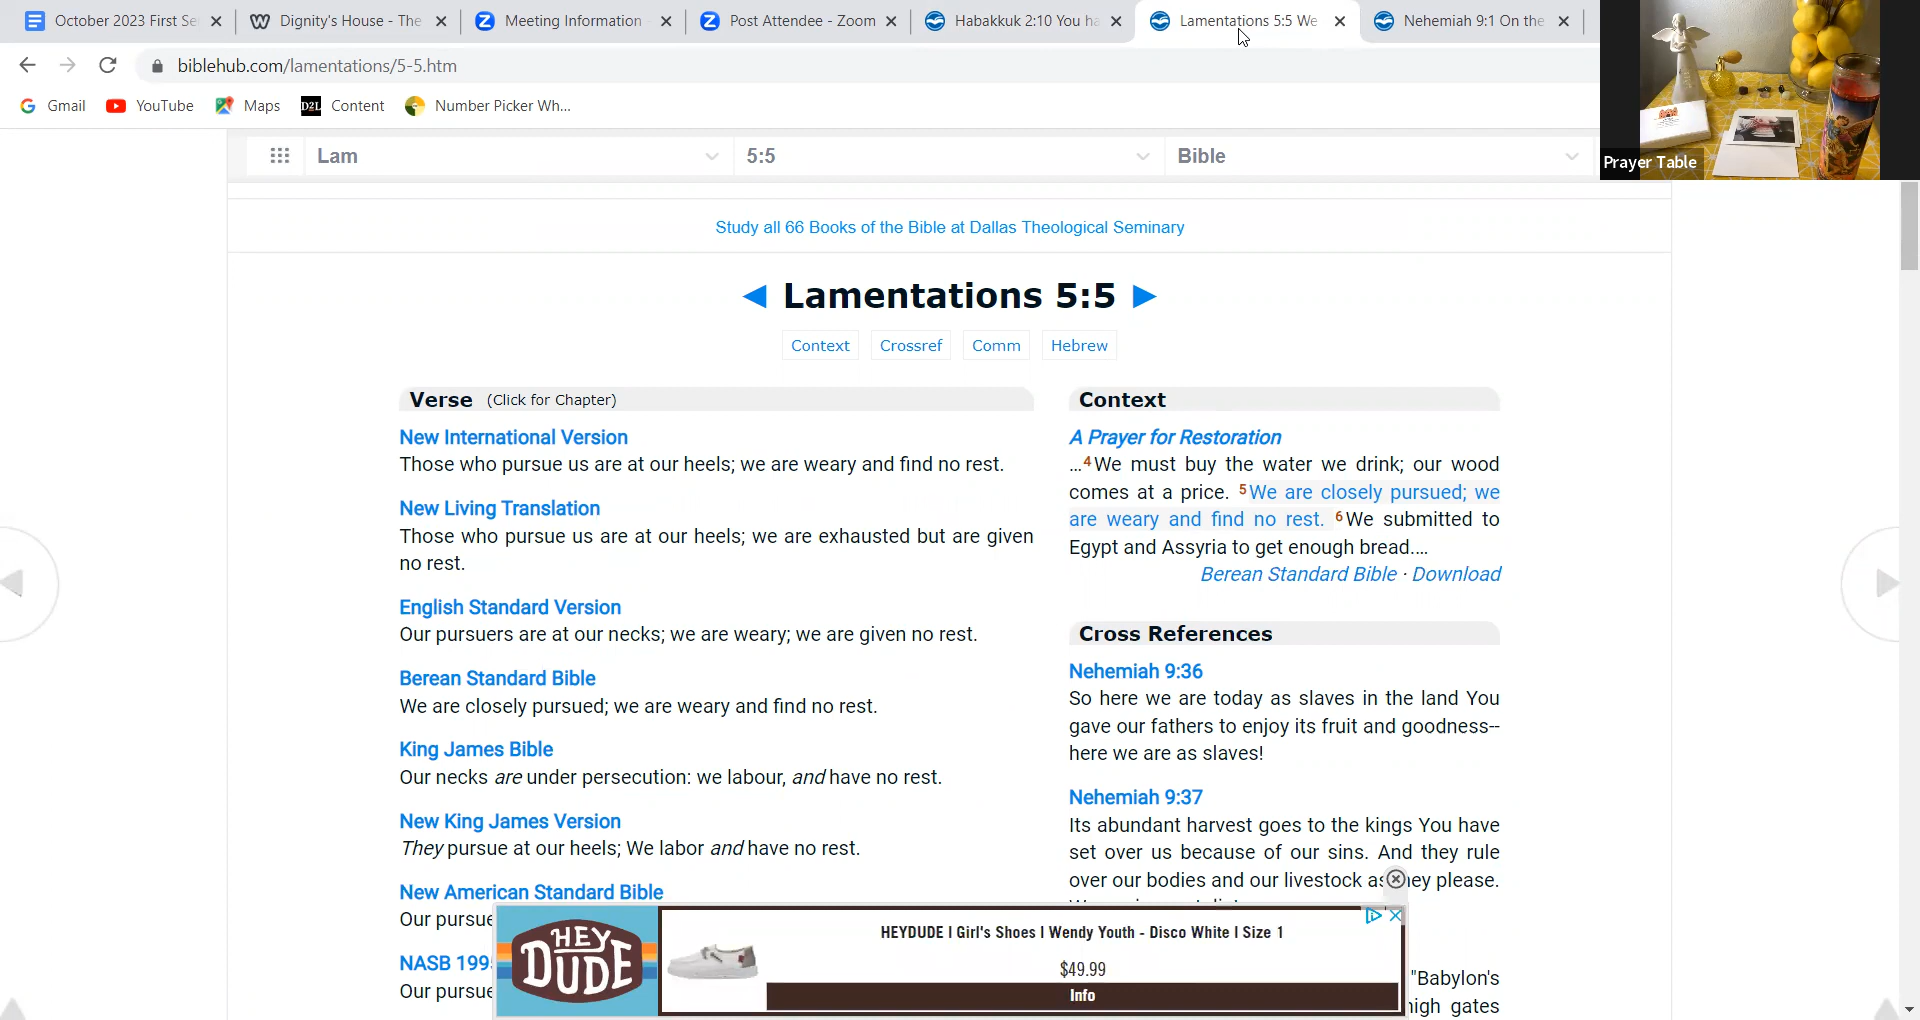 October 2023 First Se
Dignity's House - The
Meeting Information -
Post Attendee - Zoom
Habakkuk 2:10 You ha
Lamentations 5:5 We
Nehemiah 9:1 On the
biblehub.com/lamentations/5-5.htm
Gmail
YouTube
Maps
D2L
Content
Number Picker Wh...
Prayer Table
Lam
5:5
Bible
Study all 66 Books of the Bible at Dallas Theological Seminary
Lamentations 5:5
Context
Crossref
Comm
Hebrew
Verse (Click for Chapter)
New International Version
Those who pursue us are at our heels; we are weary and find no rest.
New Living Translation
Those who pursue us are at our heels; we are exhausted but are given
no rest.
English Standard Version
Our pursuers are at our necks; we are weary; we are given no rest.
Berean Standard Bible
We are closely pursued; we are weary and find no rest.
King James Bible
Our necks are under persecution: we labour, and have no rest.
New King James Version
They pursue at our heels; We labor and have no rest.
New American Standard Bible
Our pursue
NASB 199
Our pursue
Context
A Prayer for Restoration
...4We must buy the water we drink; our wood
comes at a price. 5We are closely pursued; we
are weary and find no rest. 6We submitted to
Egypt and Assyria to get enough bread....
Berean Standard Bible · Download
Cross References
Nehemiah 9:36
So here we are today as slaves in the land You
gave our fathers to enjoy its fruit and goodness--
here we are as slaves!
Nehemiah 9:37
Its abundant harvest goes to the kings You have
set over us because of our sins. And they rule
over our bodies and our livestock as ey please.
"Babylon's
igh gates
HEY
DUDE
HEYDUDE | Girl's Shoes | Wendy Youth - Disco White | Size 1
$49.99
Info